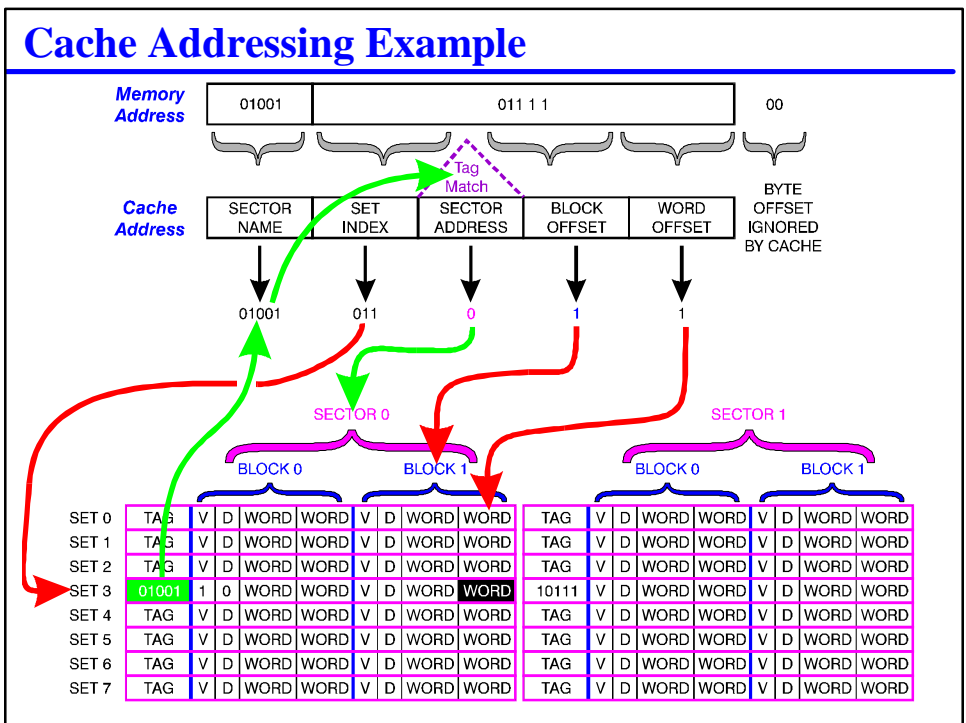 Cache Addressing Example
Memory Address 01001 011 1 1 00
Tag Match
Cache Address SECTOR NAME SET INDEX SECTOR ADDRESS BLOCK OFFSET WORD OFFSET BYTE OFFSET IGNORED BY CACHE
01001 011 0 1 1
SECTOR 0 SECTOR 1
BLOCK 0 BLOCK 1 BLOCK 0 BLOCK 1
SET 0 TAG V D WORD WORD V D WORD WORD TAG V D WORD WORD V D WORD WORD
SET 1 TAG V D WORD WORD V D WORD WORD TAG V D WORD WORD V D WORD WORD
SET 2 TAG V D WORD WORD V D WORD WORD TAG V D WORD WORD V D WORD WORD
SET 3 01001 1 0 WORD WORD V D WORD WORD 10111 V D WORD WORD V D WORD WORD
SET 4 TAG V D WORD WORD V D WORD WORD TAG V D WORD WORD V D WORD WORD
SET 5 TAG V D WORD WORD V D WORD WORD TAG V D WORD WORD V D WORD WORD
SET 6 TAG V D WORD WORD V D WORD WORD TAG V D WORD WORD V D WORD WORD
SET 7 TAG V D WORD WORD V D WORD WORD TAG V D WORD WORD V D WORD WORD